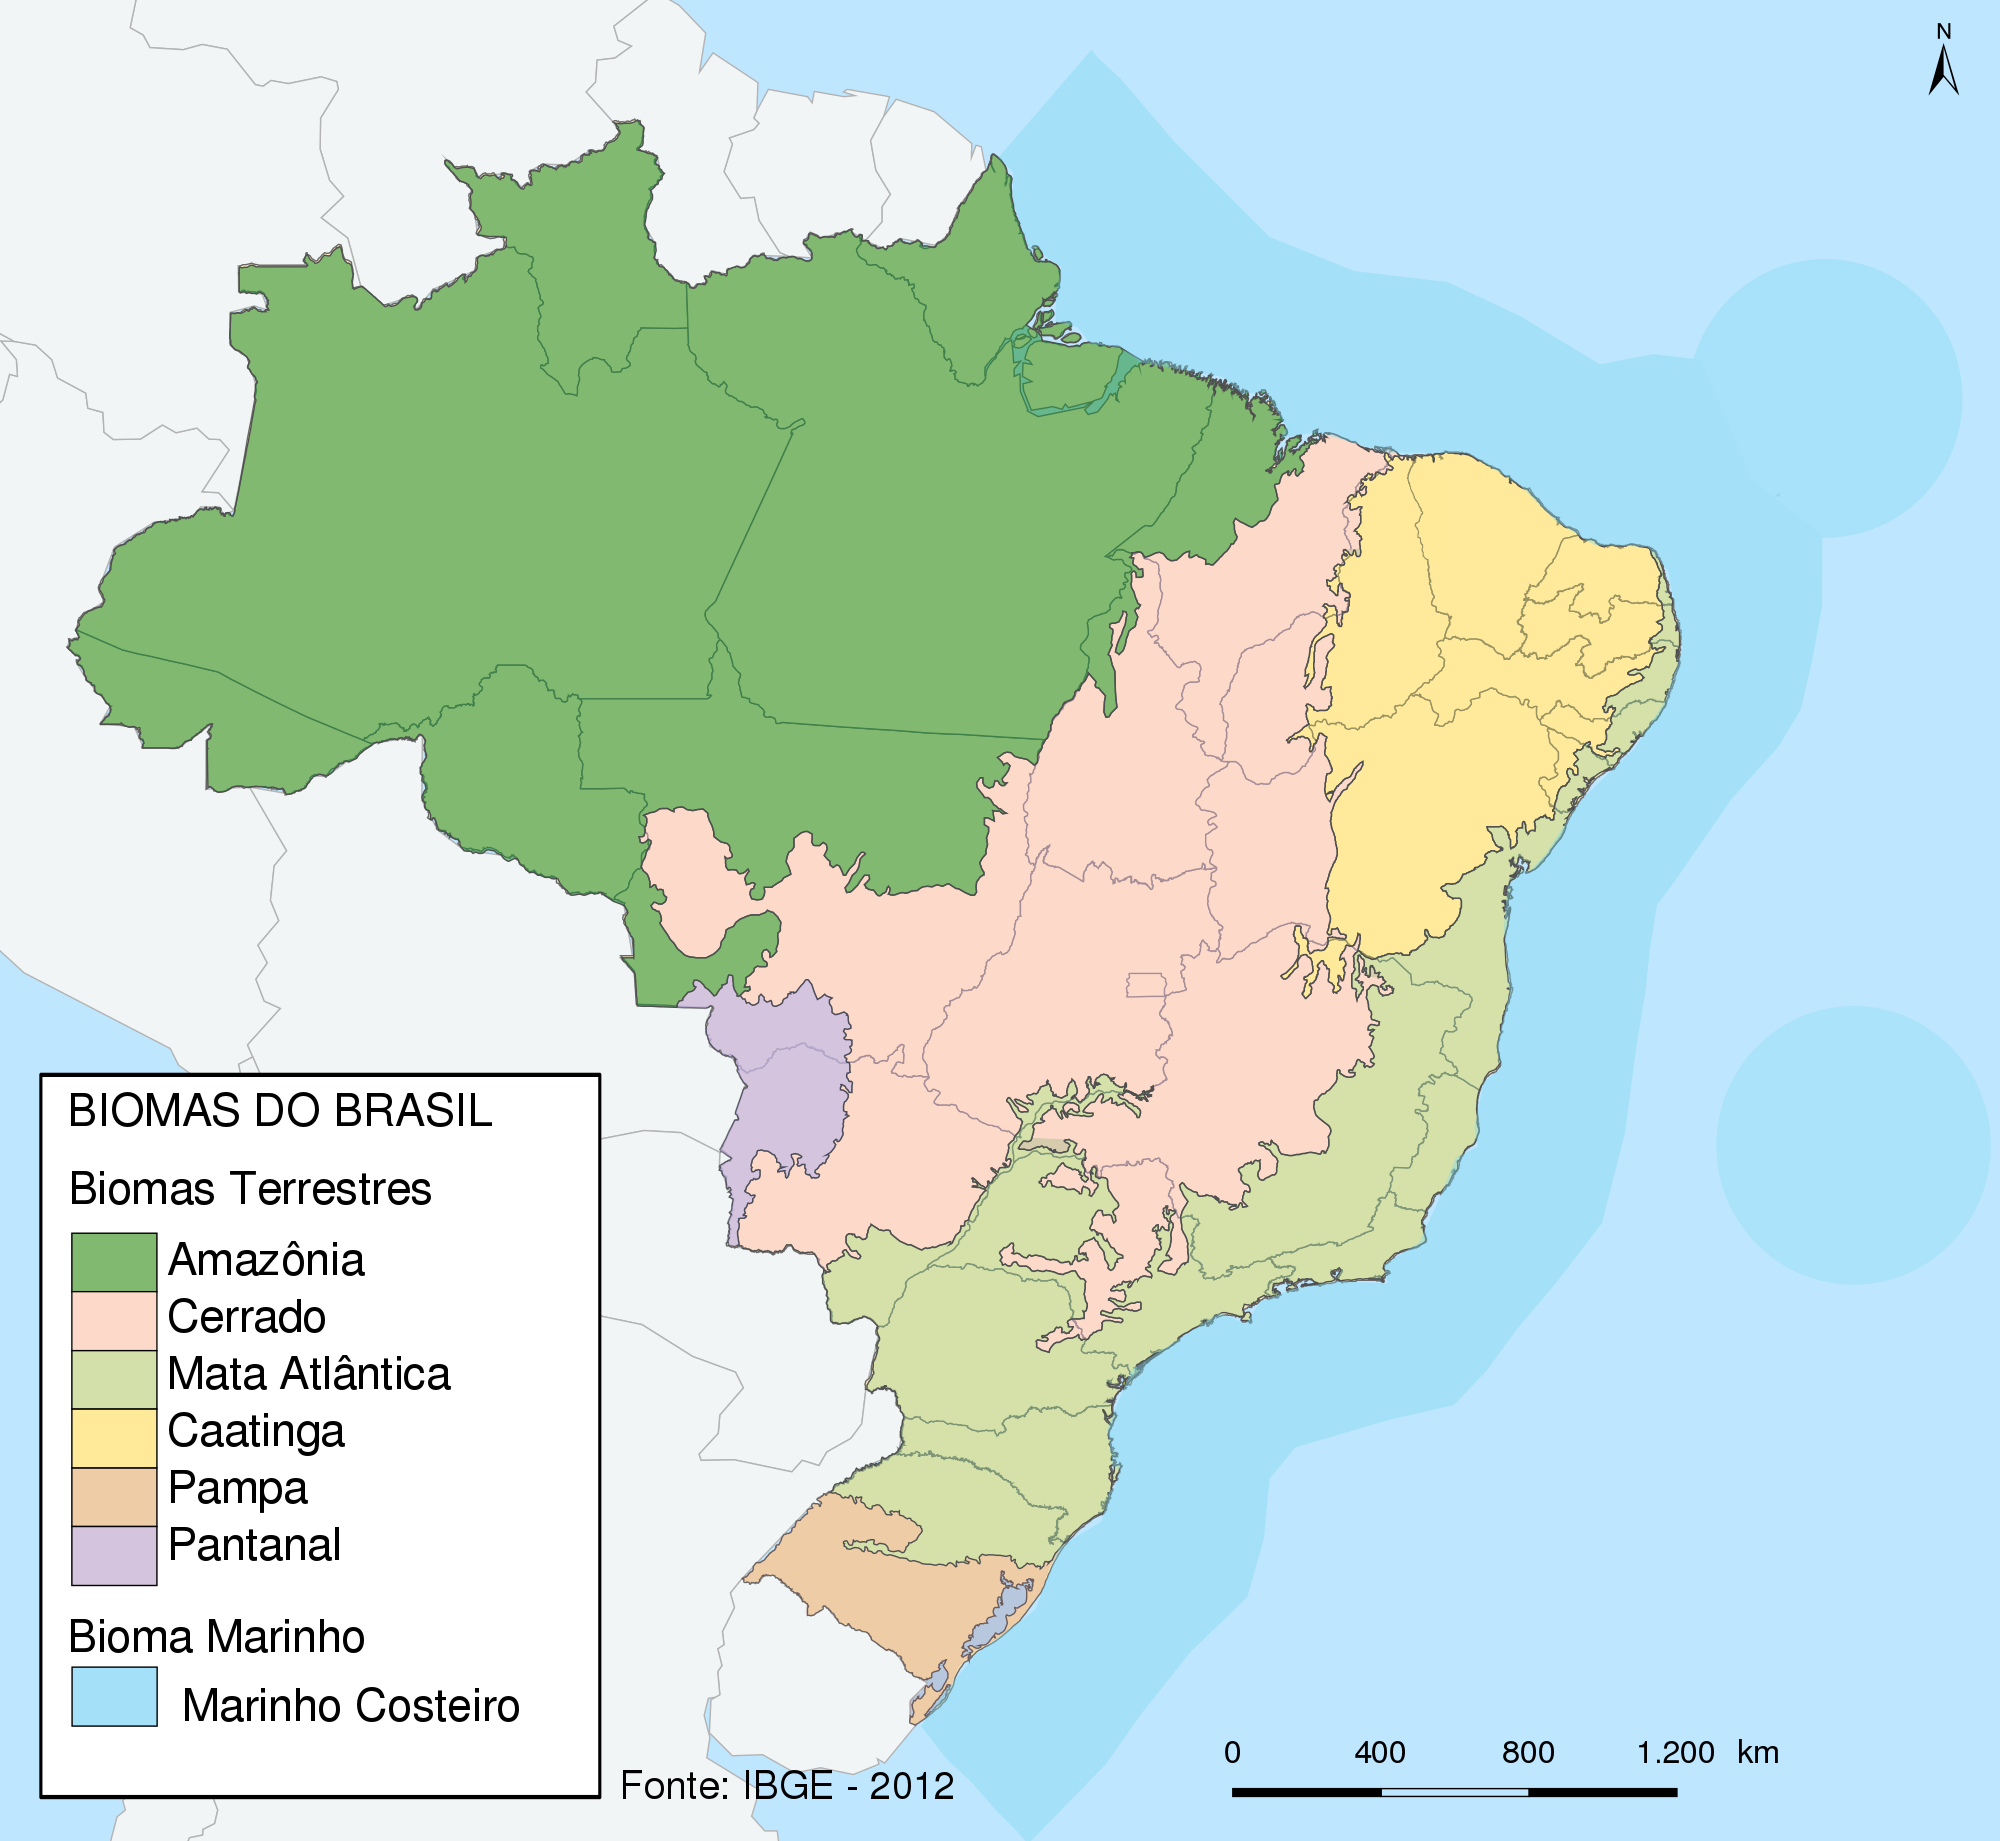 N
BIOMAS DO BRASIL
Biomas Terrestres
Amazônia
Cerrado
Mata Atlântica
Caatinga
Pampa
Pantanal
Bioma Marinho
Marinho Costeiro
0 400 800 1.200 km
Fonte: IBGE - 2012